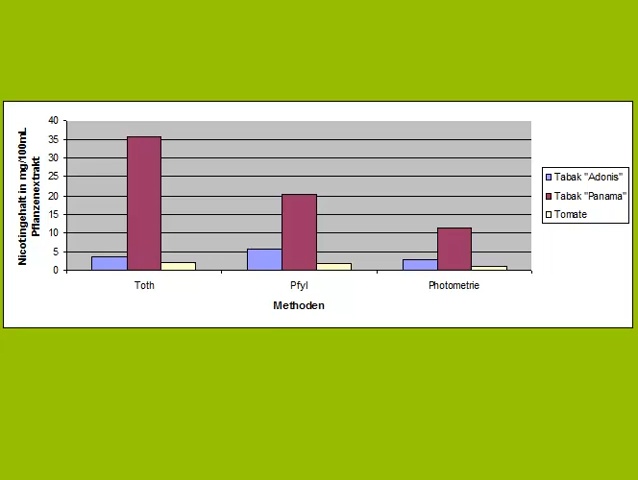 Nicotingehalt in mg/100mL
Pflanzenextrakt
40
35
30
25
20
15
10
5
0
Toth
Pfyl
Photometrie
Methoden
Tabak "Adonis"
Tabak "Panama"
Tomate